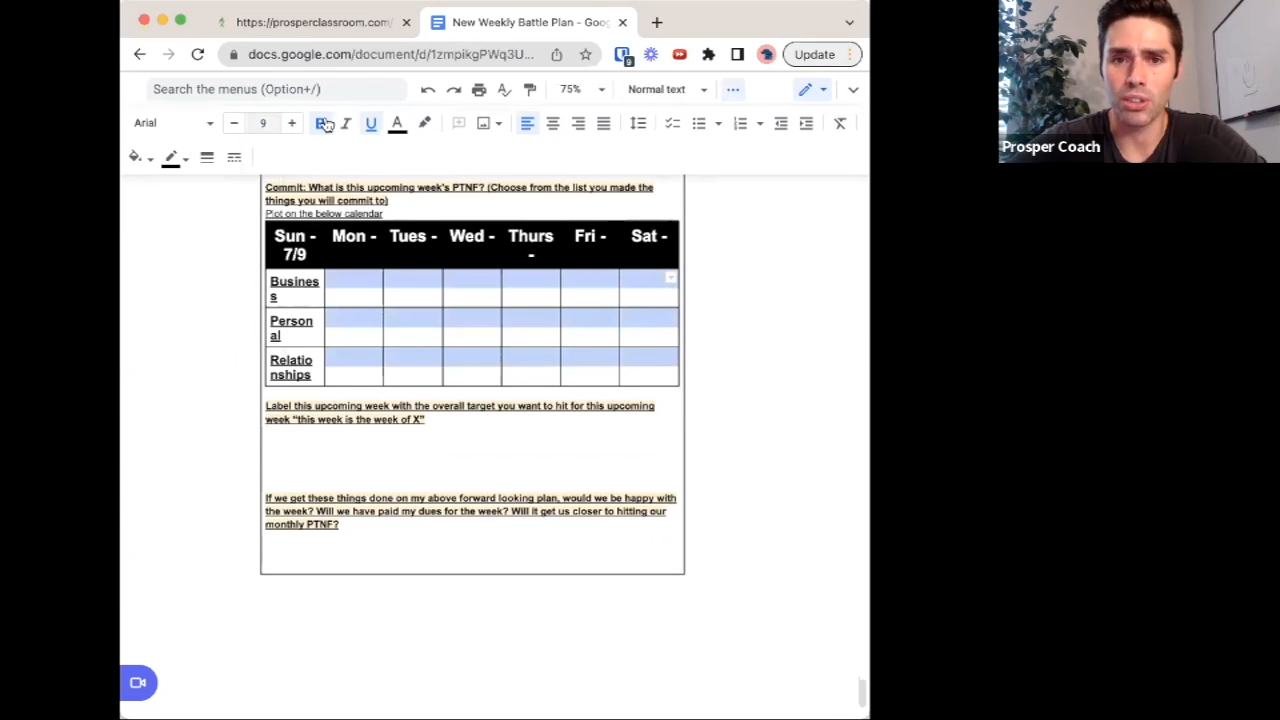 https://prosperclassroom.com/
New Weekly Battle Plan - Goo
docs.google.com/document/d/1zmpikgPWq3U...
9
Update
Search the menus (Option+/)
75%
Normal text
Arial
9
B
I
U
A
Prosper Coach
Commit: What is this upcoming week's PTNF? (Choose from the list you made the
things you will commit to)
Plot on the below calendar
Sun - Mon - Tues - Wed - Thurs Fri - Sat -
7/9 -
Busines
s
Person
al
Relatio
nships
Label this upcoming week with the overall target you want to hit for this upcoming
week "this week is the week of X"
If we get these things done on my above forward looking plan, would we be happy with
the week? Will we have paid my dues for the week? Will it get us closer to hitting our
monthly PTNF?